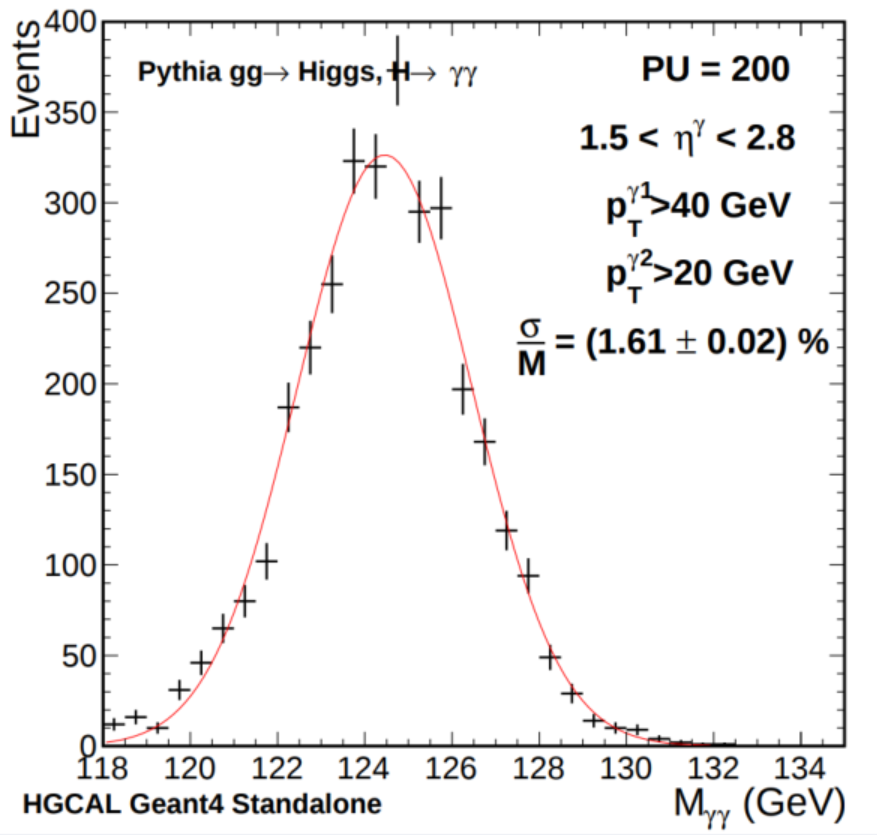 Events
400
350
300
250
200
150
100
50
0
Pythia gg→ Higgs, H→ γγ
PU = 200
1.5 < η^γ < 2.8
p_T^γ1>40 GeV
p_T^γ2>20 GeV
σ/M = (1.61 ± 0.02) %
118 120 122 124 126 128 130 132 134
HGCAL Geant4 Standalone
M_γγ (GeV)